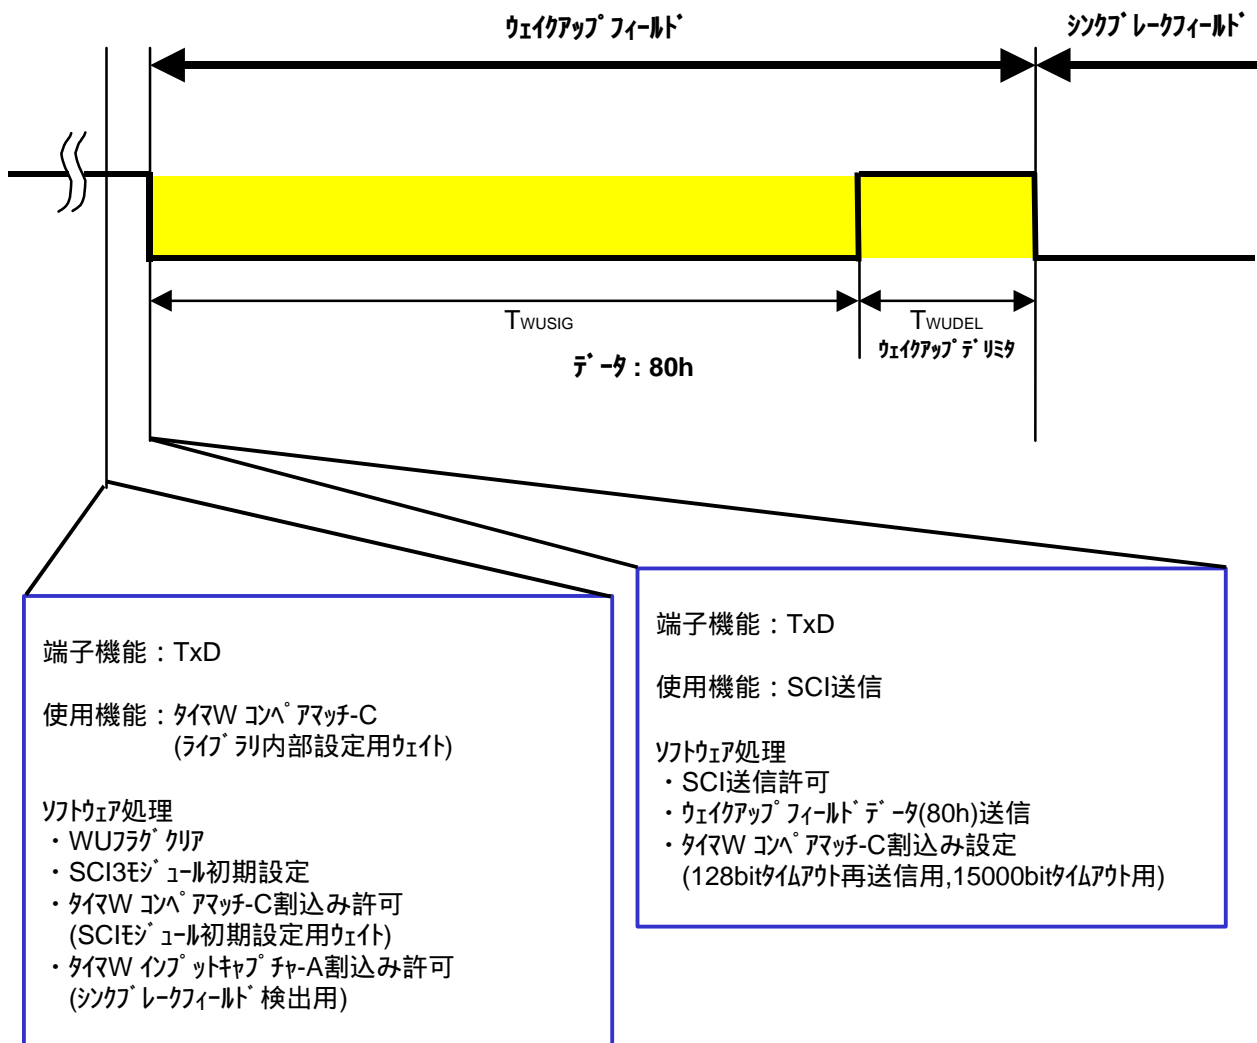 ウェイクアップフィールド
シンクブレークフィールド
TWUSIG
TWUDEL
ウェイクアップデリミタ
データ : 80h
端子機能：TxD
使用機能：タイマW コンペアマッチ-C
(ライブラリ内部設定用ウェイト)
ソフトウェア処理
・WUフラグクリア
・SCI3モジュール初期設定
・タイマW コンペアマッチ-C割込み許可
(SCIモジュール初期設定用ウェイト)
・タイマW インプットキャプチャ-A割込み許可
(シンクブレークフィールド検出用)
端子機能：TxD
使用機能：SCI送信
ソフトウェア処理
・SCI送信許可
・ウェイクアップフィールドデータ(80h)送信
・タイマW コンペアマッチ-C割込み設定
(128bitタイムアウト再送信用,15000bitタイムアウト用)